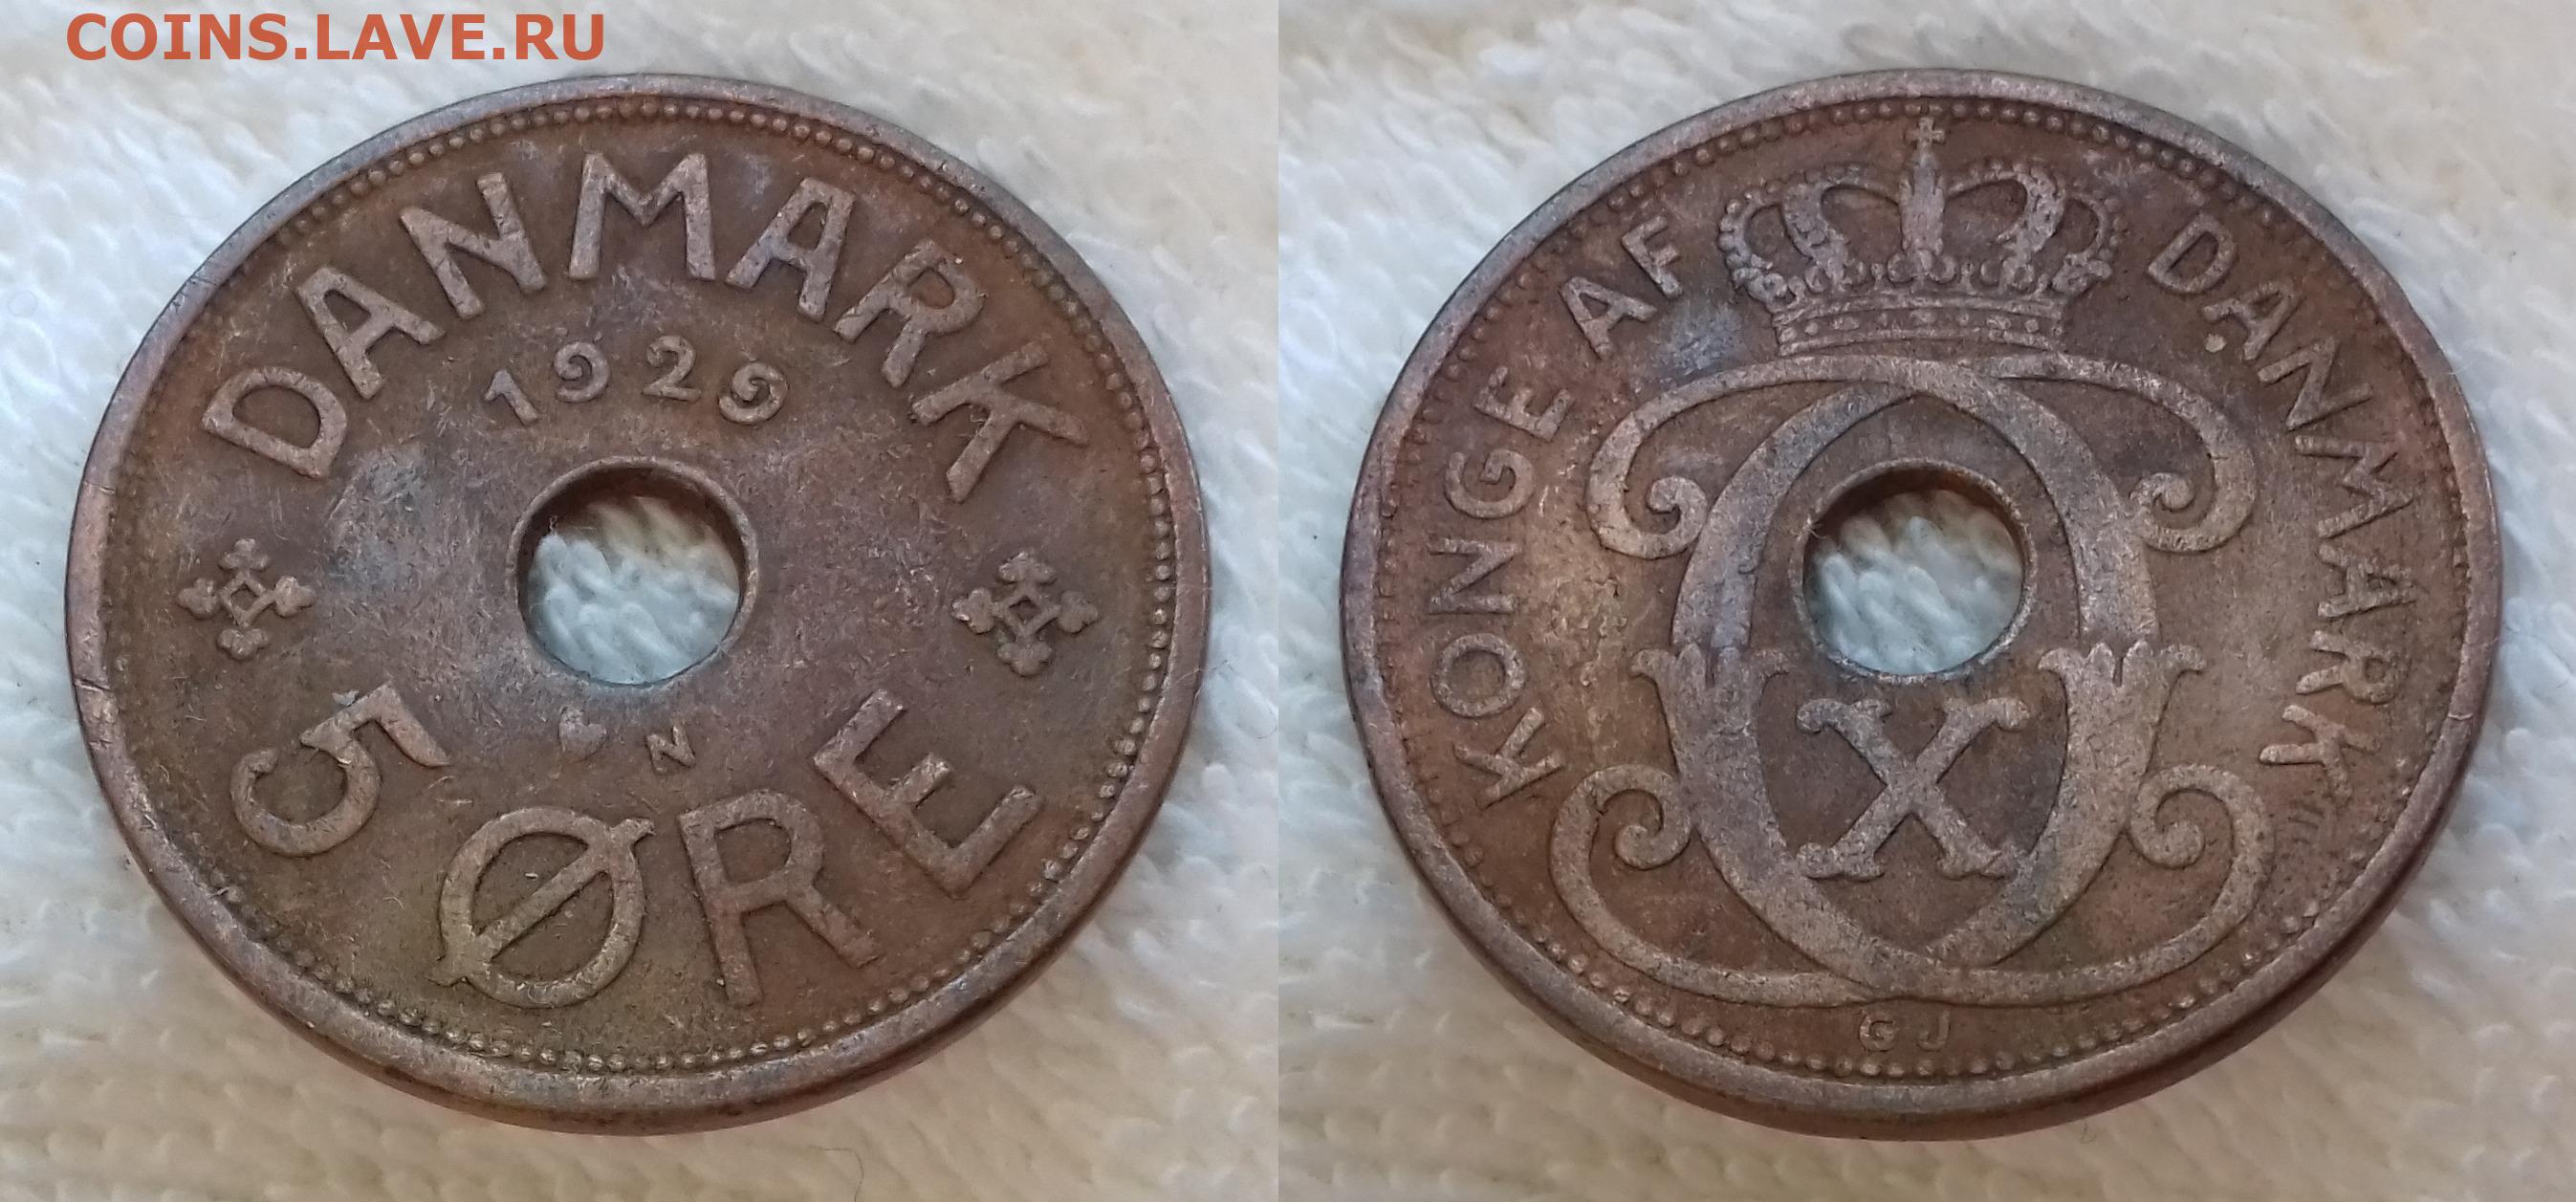 COINS.LAVE.RU
DANMARK
1929
N
5 ØRE
KONGE AF DANMARK
X
GJ